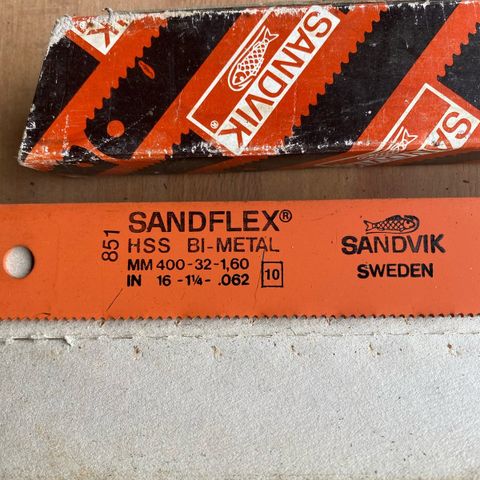 SANDVIK
®
SA
851
SANDFLEX®
HSS BI-METAL
MM 400-32-1,60
IN 16 -1¼- .062 10
SANDVIK
SWEDEN